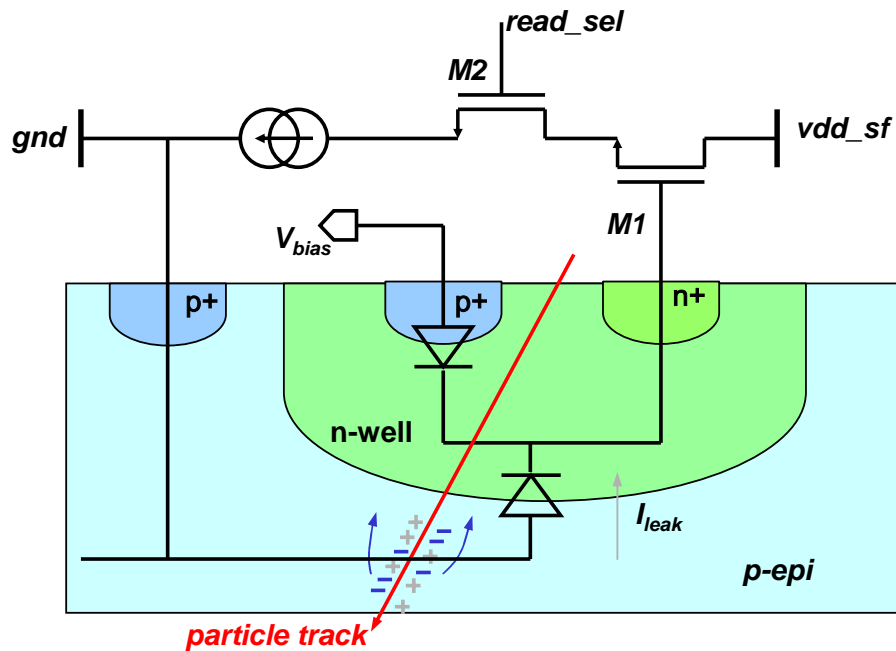 read_sel
M2
gnd
vdd_sf
M1
V_bias
p+
p+
n+
n-well
I_leak
p-epi
particle track